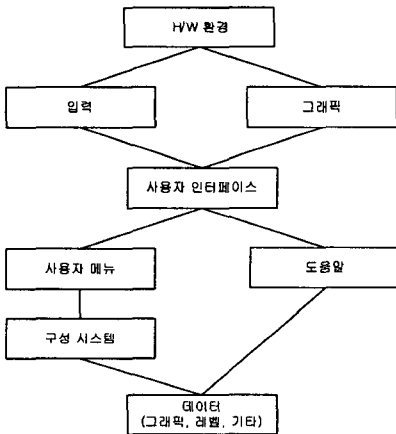 H/W 환경
입력
그래픽
사용자 인터페이스
사용자 메뉴
도움말
구성 시스템
데이터
(그래픽, 레벨, 기타)